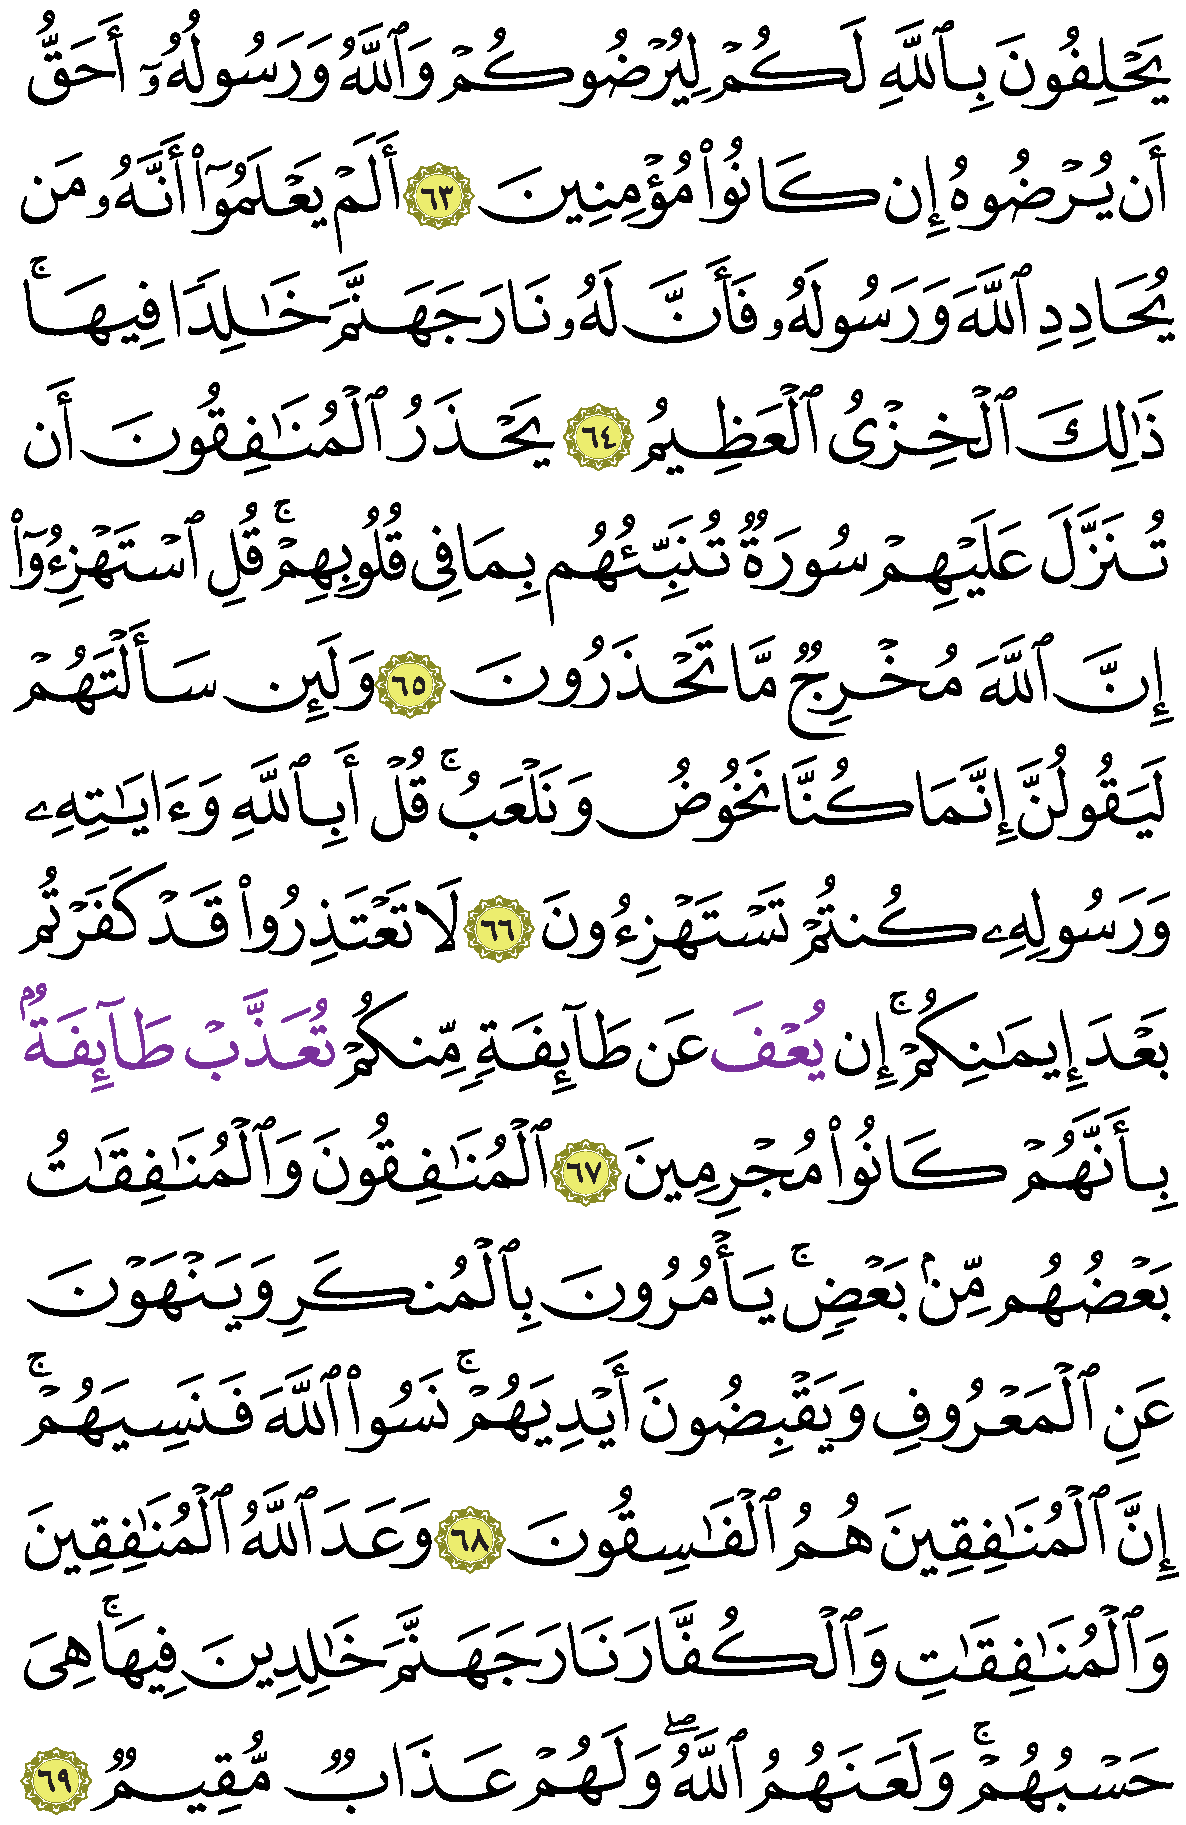 يَحْلِفُونَ بِٱللَّهِ لَكُمْ لِيُرْضُوكُمْ وَٱللَّهُ وَرَسُولُهُۥٓ أَحَقُّ
أَن يُرْضُوهُ إِن كَانُوا۟ مُؤْمِنِينَ ٦٣ أَلَمْ يَعْلَمُوٓا۟ أَنَّهُۥ مَن
يُحَادِدِ ٱللَّهَ وَرَسُولَهُۥ فَأَنَّ لَهُۥ نَارَ جَهَنَّمَ خَـٰلِدًا فِيهَا ۚ
ذَٰلِكَ ٱلْخِزْىُ ٱلْعَظِيمُ ٦٤ يَحْذَرُ ٱلْمُنَـٰفِقُونَ أَن
تُنَزَّلَ عَلَيْهِمْ سُورَةٌ تُنَبِّئُهُم بِمَا فِى قُلُوبِهِمْ ۚ قُلِ ٱسْتَهْزِءُوٓا۟
إِنَّ ٱللَّهَ مُخْرِجٌ مَّا تَحْذَرُونَ ٦٥ وَلَئِن سَأَلْتَهُمْ
لَيَقُولُنَّ إِنَّمَا كُنَّا نَخُوضُ وَنَلْعَبُ ۚ قُلْ أَبِٱللَّهِ وَءَايَـٰتِهِۦ
وَرَسُولِهِۦ كُنتُمْ تَسْتَهْزِءُونَ ٦٦ لَا تَعْتَذِرُوا۟ قَدْ كَفَرْتُم
بَعْدَ إِيمَـٰنِكُمْ ۚ إِن يُعْفَ عَن طَآئِفَةٍ مِّنكُمْ تُعَذَّبْ طَآئِفَةٌۢ
بِأَنَّهُمْ كَانُوا۟ مُجْرِمِينَ ٦٧ ٱلْمُنَـٰفِقُونَ وَٱلْمُنَـٰفِقَـٰتُ
بَعْضُهُم مِّنۢ بَعْضٍ ۚ يَأْمُرُونَ بِٱلْمُنكَرِ وَيَنْهَوْنَ
عَنِ ٱلْمَعْرُوفِ وَيَقْبِضُونَ أَيْدِيَهُمْ ۚ نَسُوا۟ ٱللَّهَ فَنَسِيَهُمْ ۚ
إِنَّ ٱلْمُنَـٰفِقِينَ هُمُ ٱلْفَـٰسِقُونَ ٦٨ وَعَدَ ٱللَّهُ ٱلْمُنَـٰفِقِينَ
وَٱلْمُنَـٰفِقَـٰتِ وَٱلْكُفَّارَ نَارَ جَهَنَّمَ خَـٰلِدِينَ فِيهَا ۚ هِىَ
حَسْبُهُمْ ۚ وَلَعَنَهُمُ ٱللَّهُ ۖ وَلَهُمْ عَذَابٌ مُّقِيمٌ ٦٩